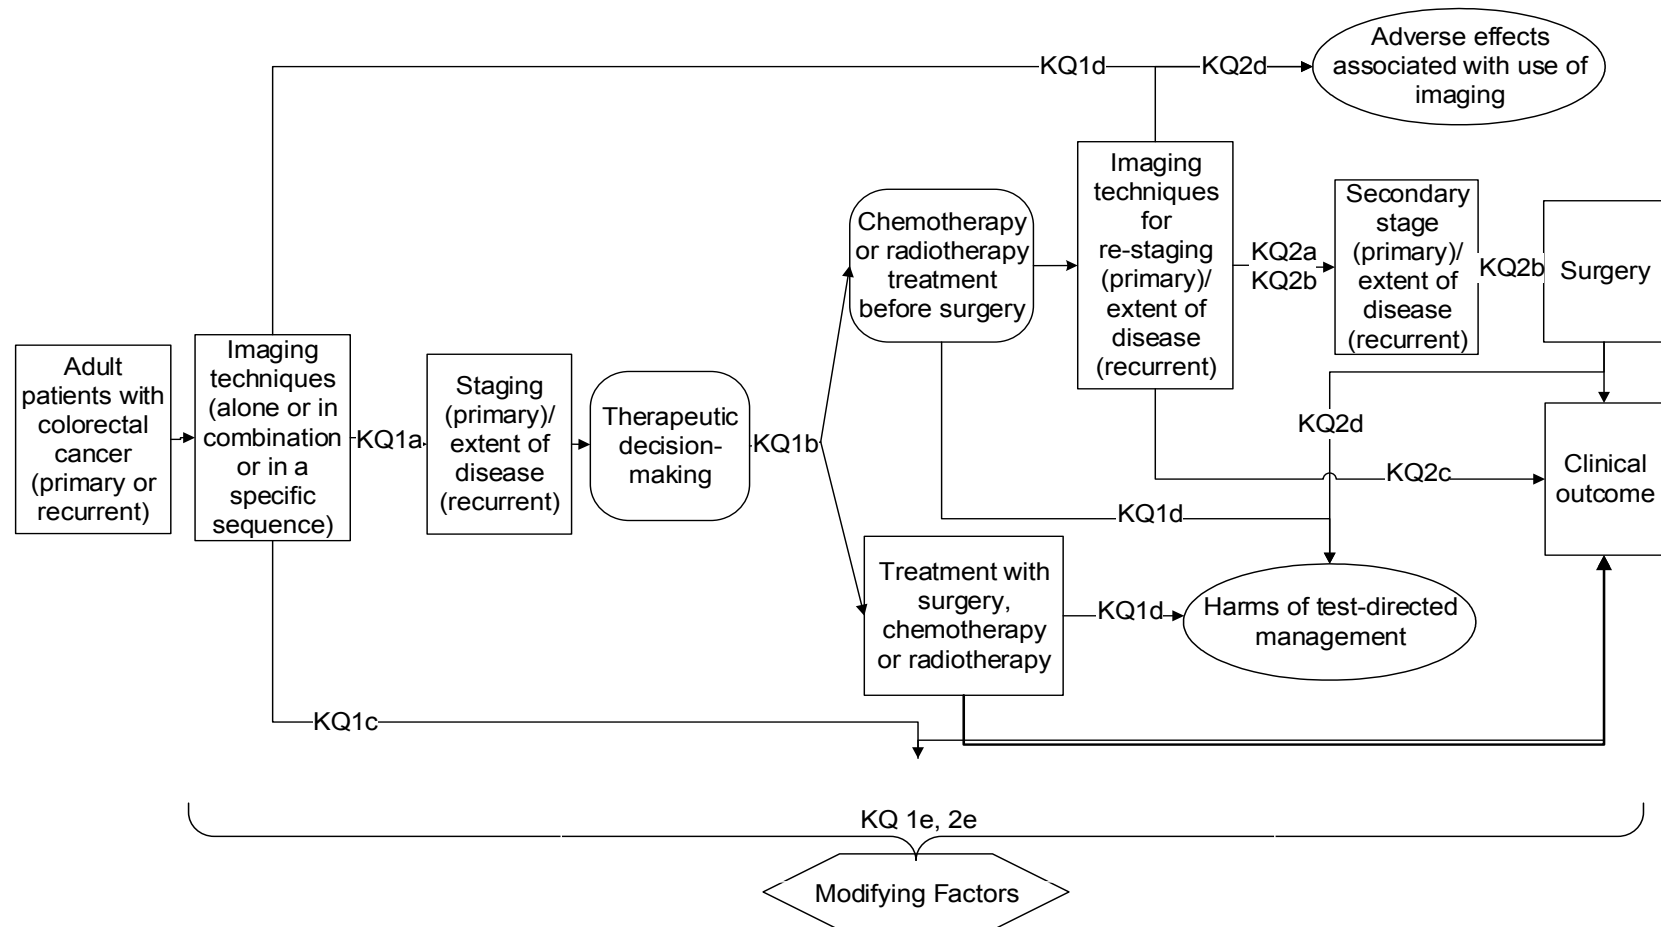 KQ1d
KQ2d
Adverse effects
associated with use of
imaging
Adult
patients with
colorectal
cancer
(primary or
recurrent)
Imaging
techniques
(alone or in
combination
or in a
specific
sequence)
KQ1a
Staging
(primary)/
extent of
disease
(recurrent)
Therapeutic
decision-
making
KQ1b
Chemotherapy
or radiotherapy
treatment
before surgery
Imaging
techniques
for
re-staging
(primary)/
extent of
disease
(recurrent)
KQ2a
KQ2b
Secondary
stage
(primary)/
extent of
disease
(recurrent)
KQ2b
Surgery
KQ2d
KQ2c
Clinical
outcome
KQ1d
Treatment with
surgery,
chemotherapy
or radiotherapy
KQ1d
Harms of test-directed
management
KQ1c
KQ 1e, 2e
Modifying Factors